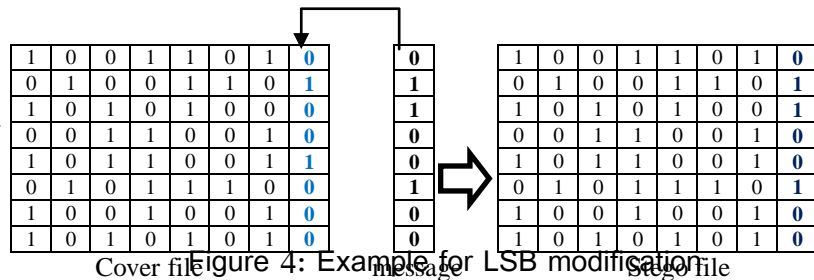 1 0 0 1 1 0 1 0 0 1 0 0 1 1 0 1 0
0 1 0 0 1 1 0 1 1 0 1 0 0 1 1 0 1
1 0 1 0 1 0 0 0 1 1 0 1 0 1 0 0 1
0 0 1 1 0 0 1 0 0 0 0 1 1 0 0 1 0
1 0 1 1 0 0 1 1 0 1 0 1 1 0 0 1 0
0 1 0 1 1 1 0 0 1 0 1 0 1 1 1 0 1
1 0 0 1 0 0 1 0 0 1 0 0 1 0 0 1 0
1 0 1 0 1 0 1 0 0 1 0 1 0 1 0 1 0
Cover file message Stego file
Figure 4: Example for LSB modification